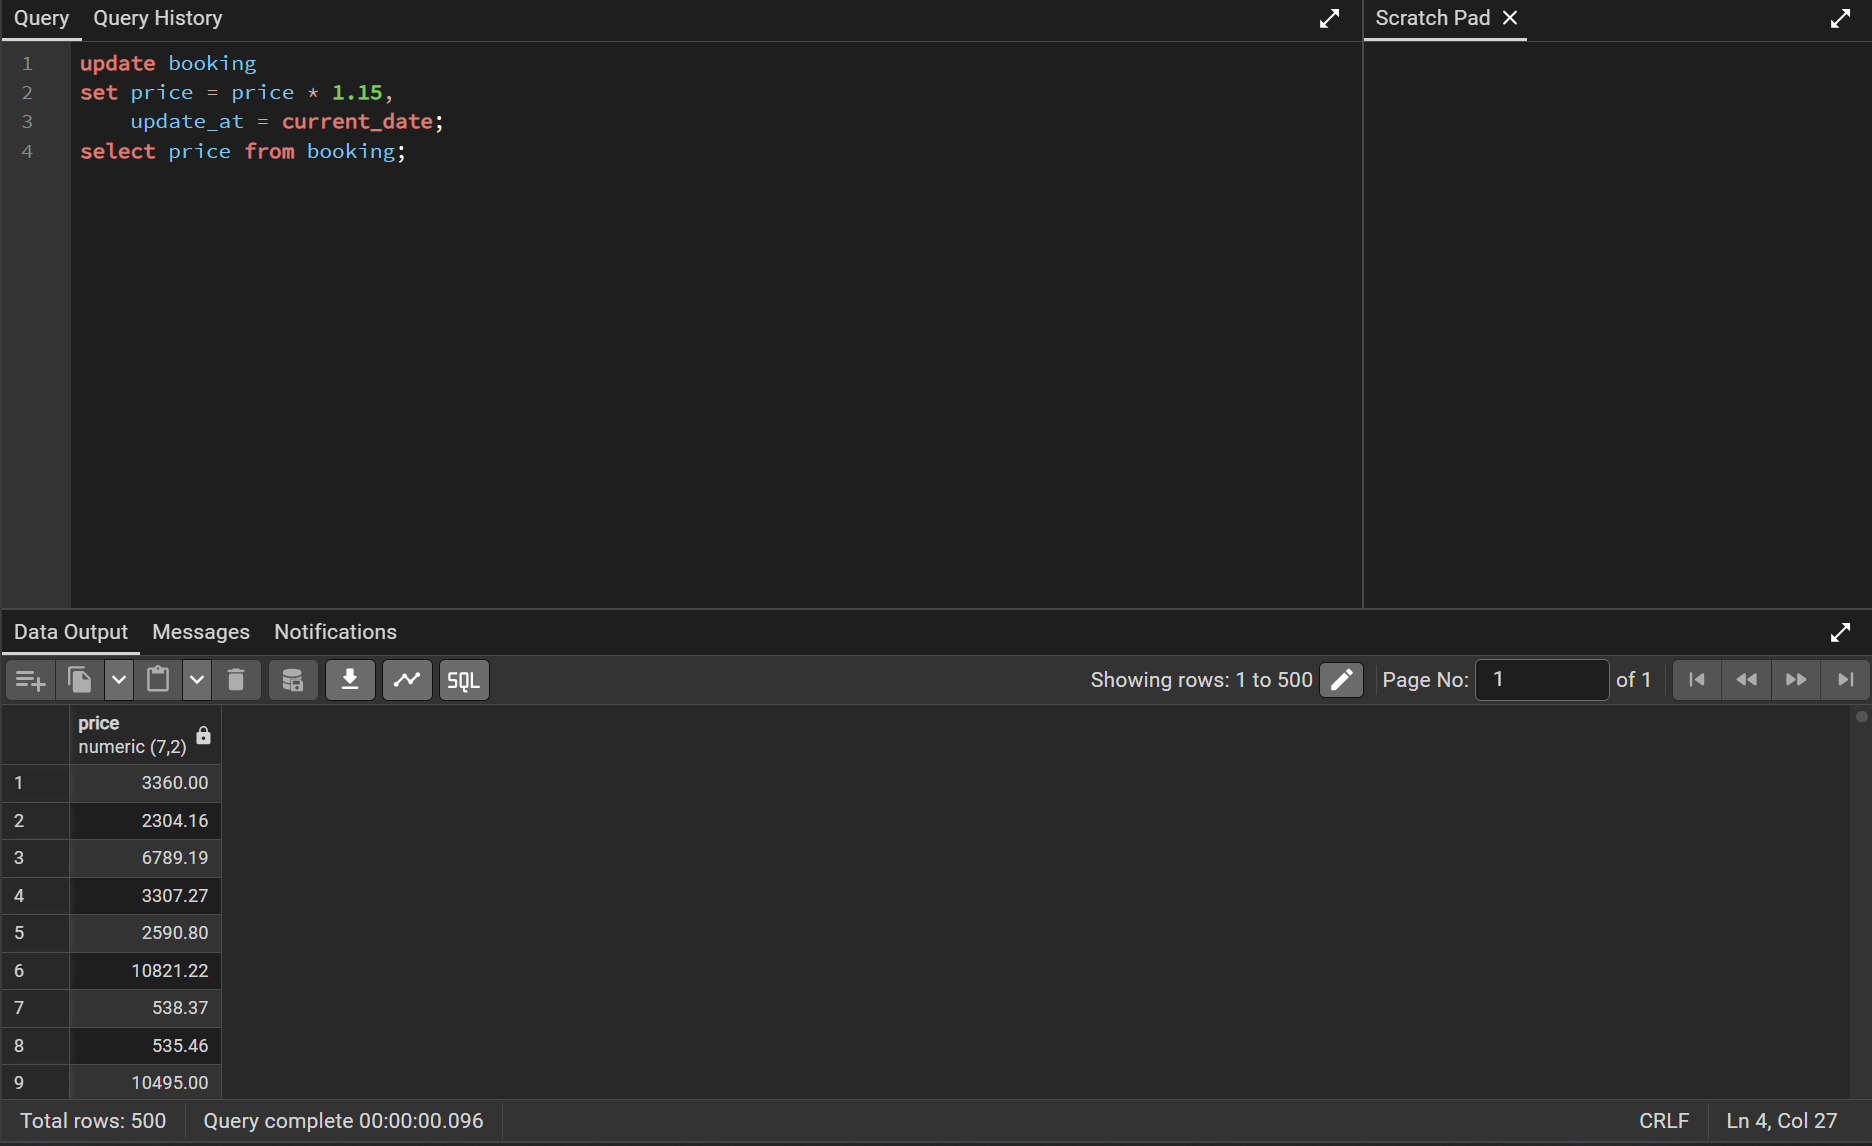 Query Query History
Scratch Pad
1 update booking
2 set price = price * 1.15,
3 update_at = current_date;
4 select price from booking;
Data Output Messages Notifications
SQL Showing rows: 1 to 500 Page No: 1 of 1
price
numeric (7,2)
1 3360.00
2 2304.16
3 6789.19
4 3307.27
5 2590.80
6 10821.22
7 538.37
8 535.46
9 10495.00
Total rows: 500 Query complete 00:00:00.096 CRLF Ln 4, Col 27